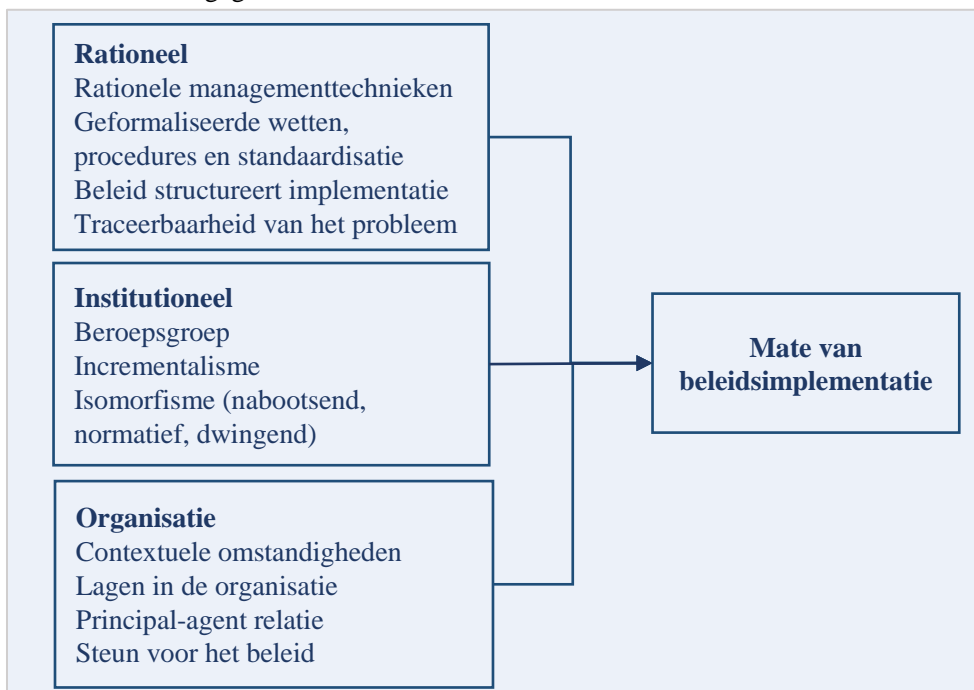 Rationeel
Rationele managementtechnieken
Geformaliseerde wetten,
procedures en standaardisatie
Beleid structureert implementatie
Traceerbaarheid van het probleem
Institutioneel
Beroepsgroep
Incrementalisme
Isomorfisme (nabootsend,
normatief, dwingend)
Organisatie
Contextuele omstandigheden
Lagen in de organisatie
Principal-agent relatie
Steun voor het beleid
Mate van
beleidsimplementatie